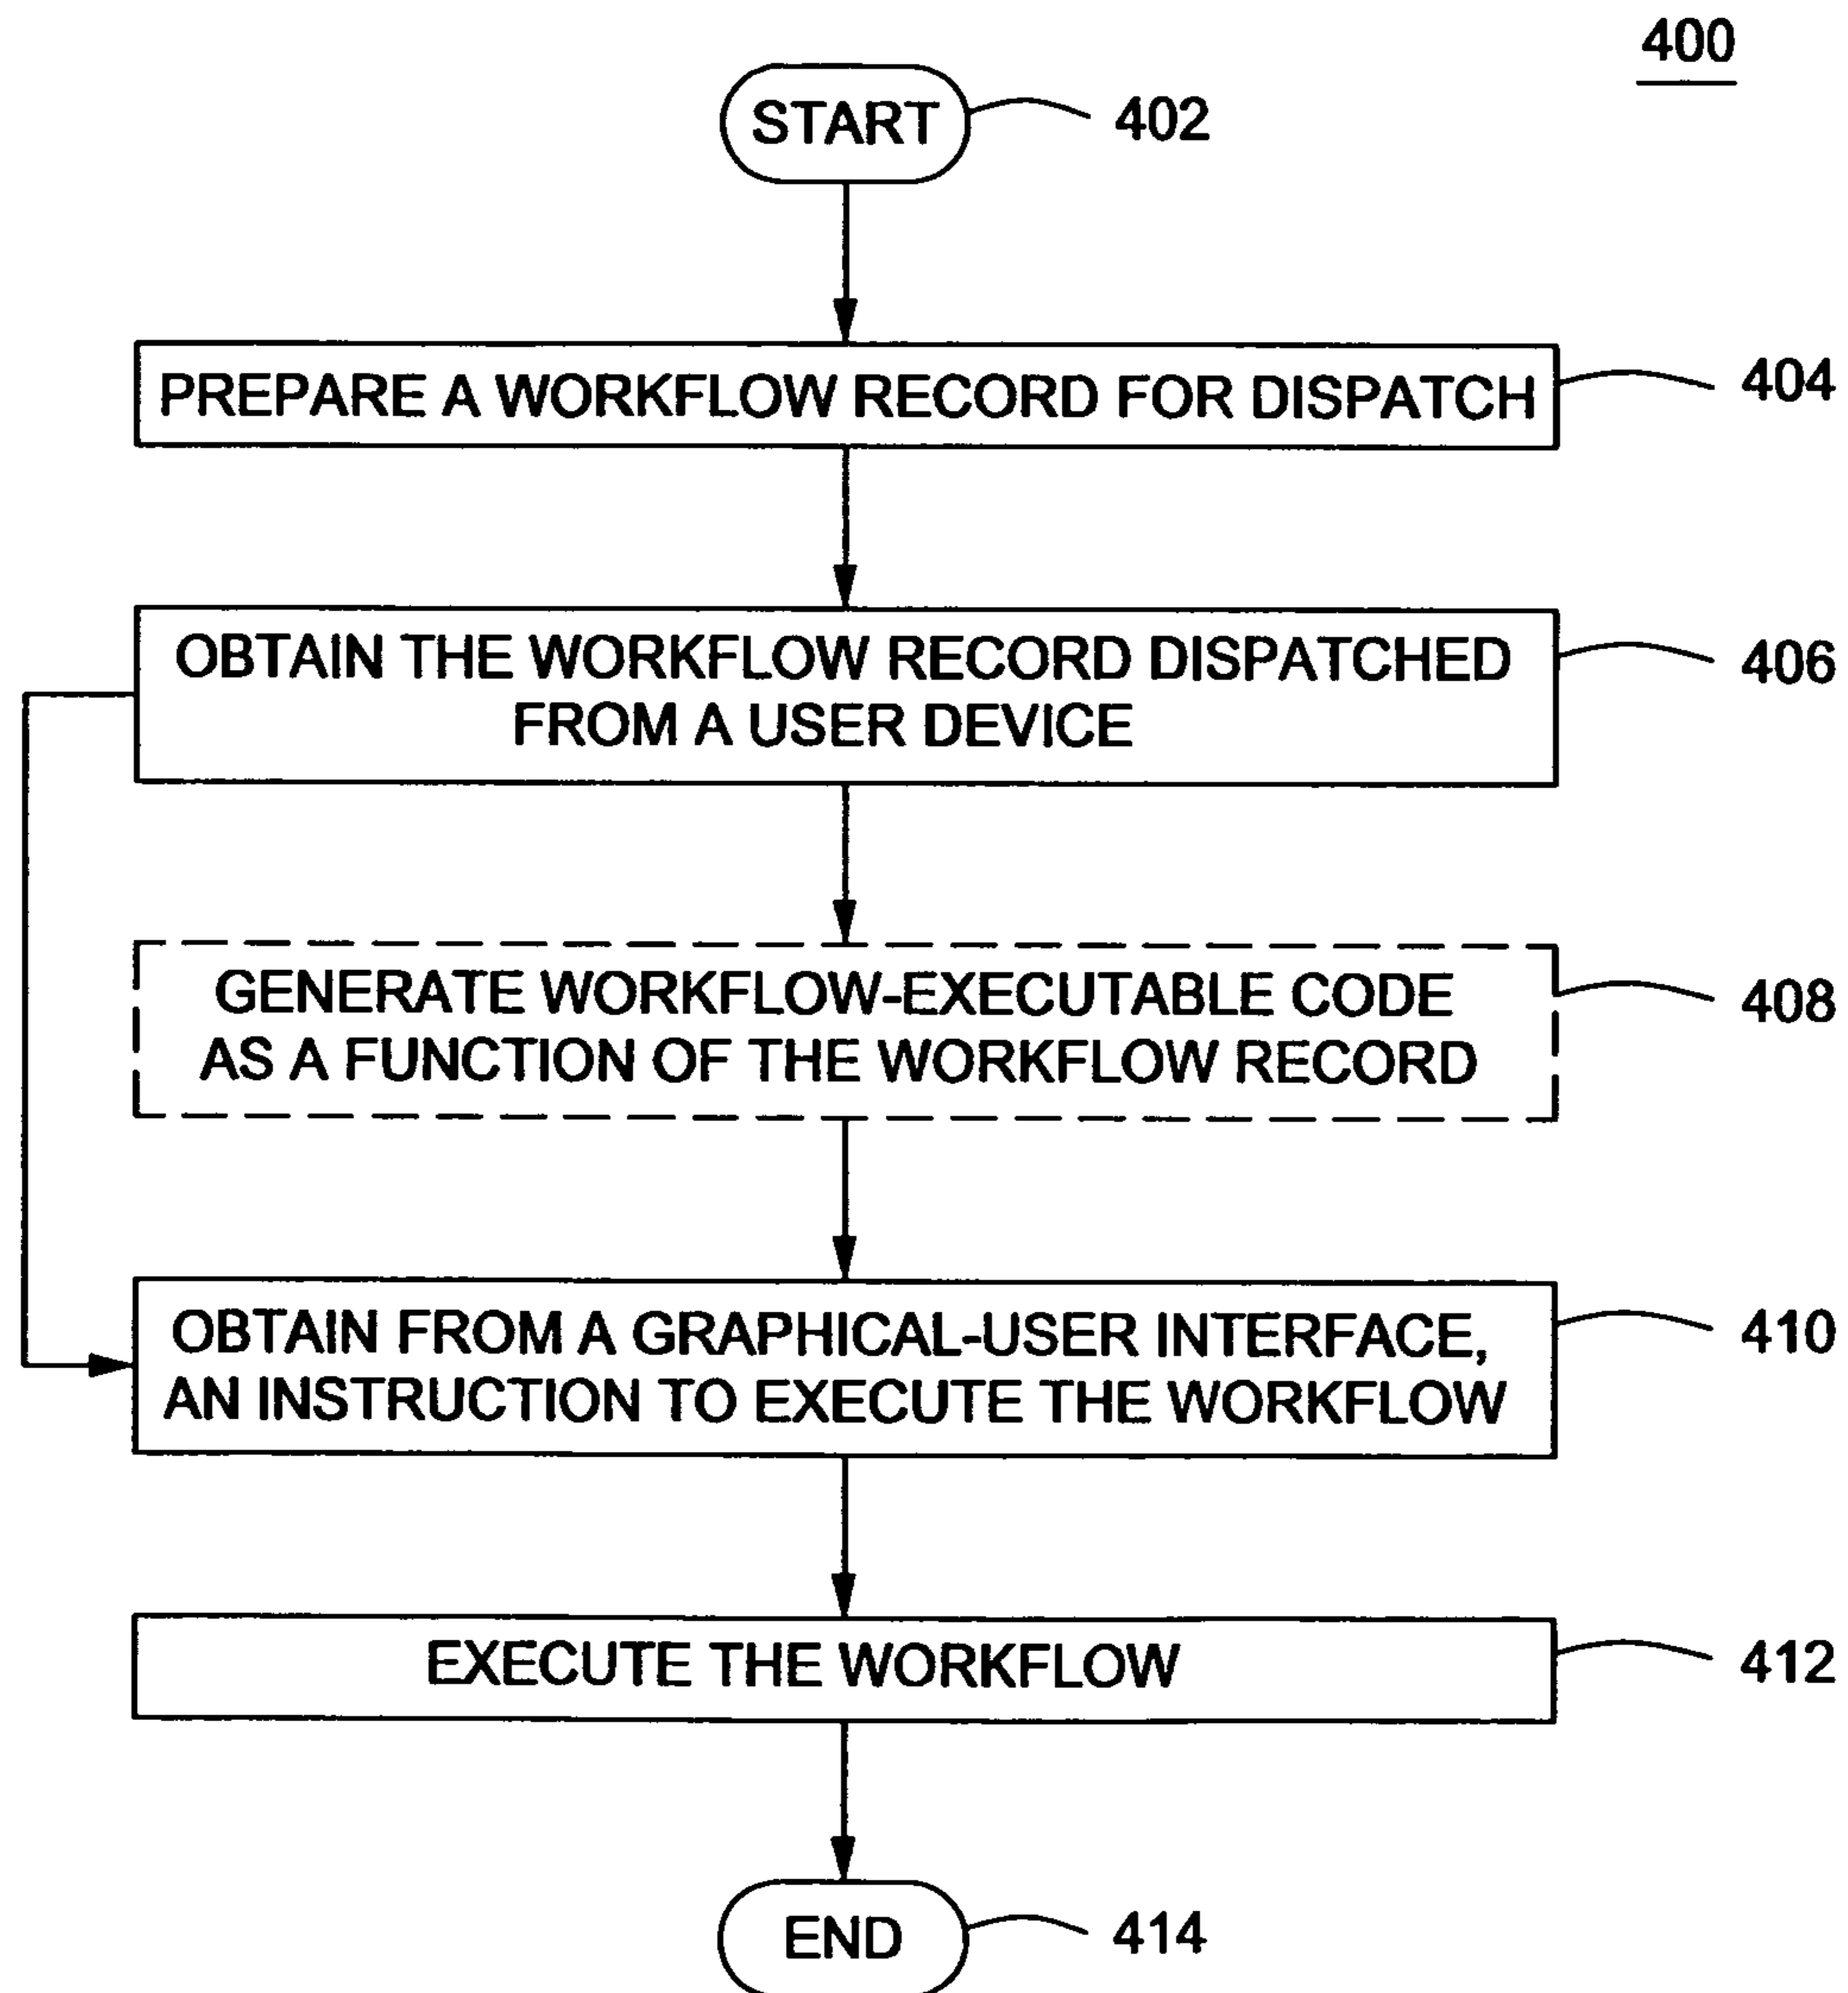 400
START
402
PREPARE A WORKFLOW RECORD FOR DISPATCH
404
OBTAIN THE WORKFLOW RECORD DISPATCHED
FROM A USER DEVICE
406
GENERATE WORKFLOW-EXECUTABLE CODE
AS A FUNCTION OF THE WORKFLOW RECORD
408
OBTAIN FROM A GRAPHICAL-USER INTERFACE,
AN INSTRUCTION TO EXECUTE THE WORKFLOW
410
EXECUTE THE WORKFLOW
412
END
414